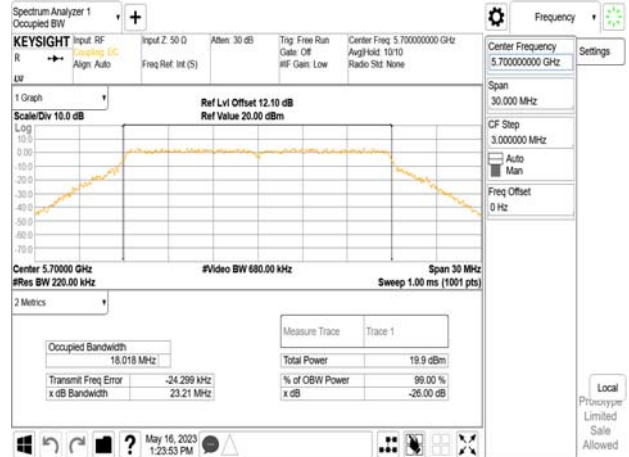 Spectrum Analyzer 1
Occupied BW
KEYSIGHT
Input: RF
Coupling: DC
Align: Auto
Input Z: 50 Ω
Freq Ref: Int (S)
Atten: 30 dB
Trig: Free Run
Gate: Off
#IF Gain: Low
Center Freq: 5.700000000 GHz
Avg|Hold: 10/10
Radio Std: None
R
1 Graph
Scale/Div 10.0 dB
Ref Lvl Offset 12.10 dB
Ref Value 20.00 dBm
Log
10.0
0.00
-10.0
-20.0
-30.0
-40.0
-50.0
-60.0
-70.0
Center 5.70000 GHz
#Res BW 220.00 kHz
#Video BW 680.00 kHz
Span 30 MHz
Sweep 1.00 ms (1001 pts)
2 Metrics
Measure Trace Trace 1
Occupied Bandwidth
18.018 MHz
Total Power 19.9 dBm
Transmit Freq Error -24.299 kHz
% of OBW Power 99.00 %
x dB Bandwidth 23.21 MHz
x dB -26.00 dB
May 16, 2023
1:23:53 PM
Frequency
Settings
Center Frequency
5.700000000 GHz
Span
30.000 MHz
CF Step
3.000000 MHz
Auto
Man
Freq Offset
0 Hz
Local
Prototype
Limited
Sale
Allowed